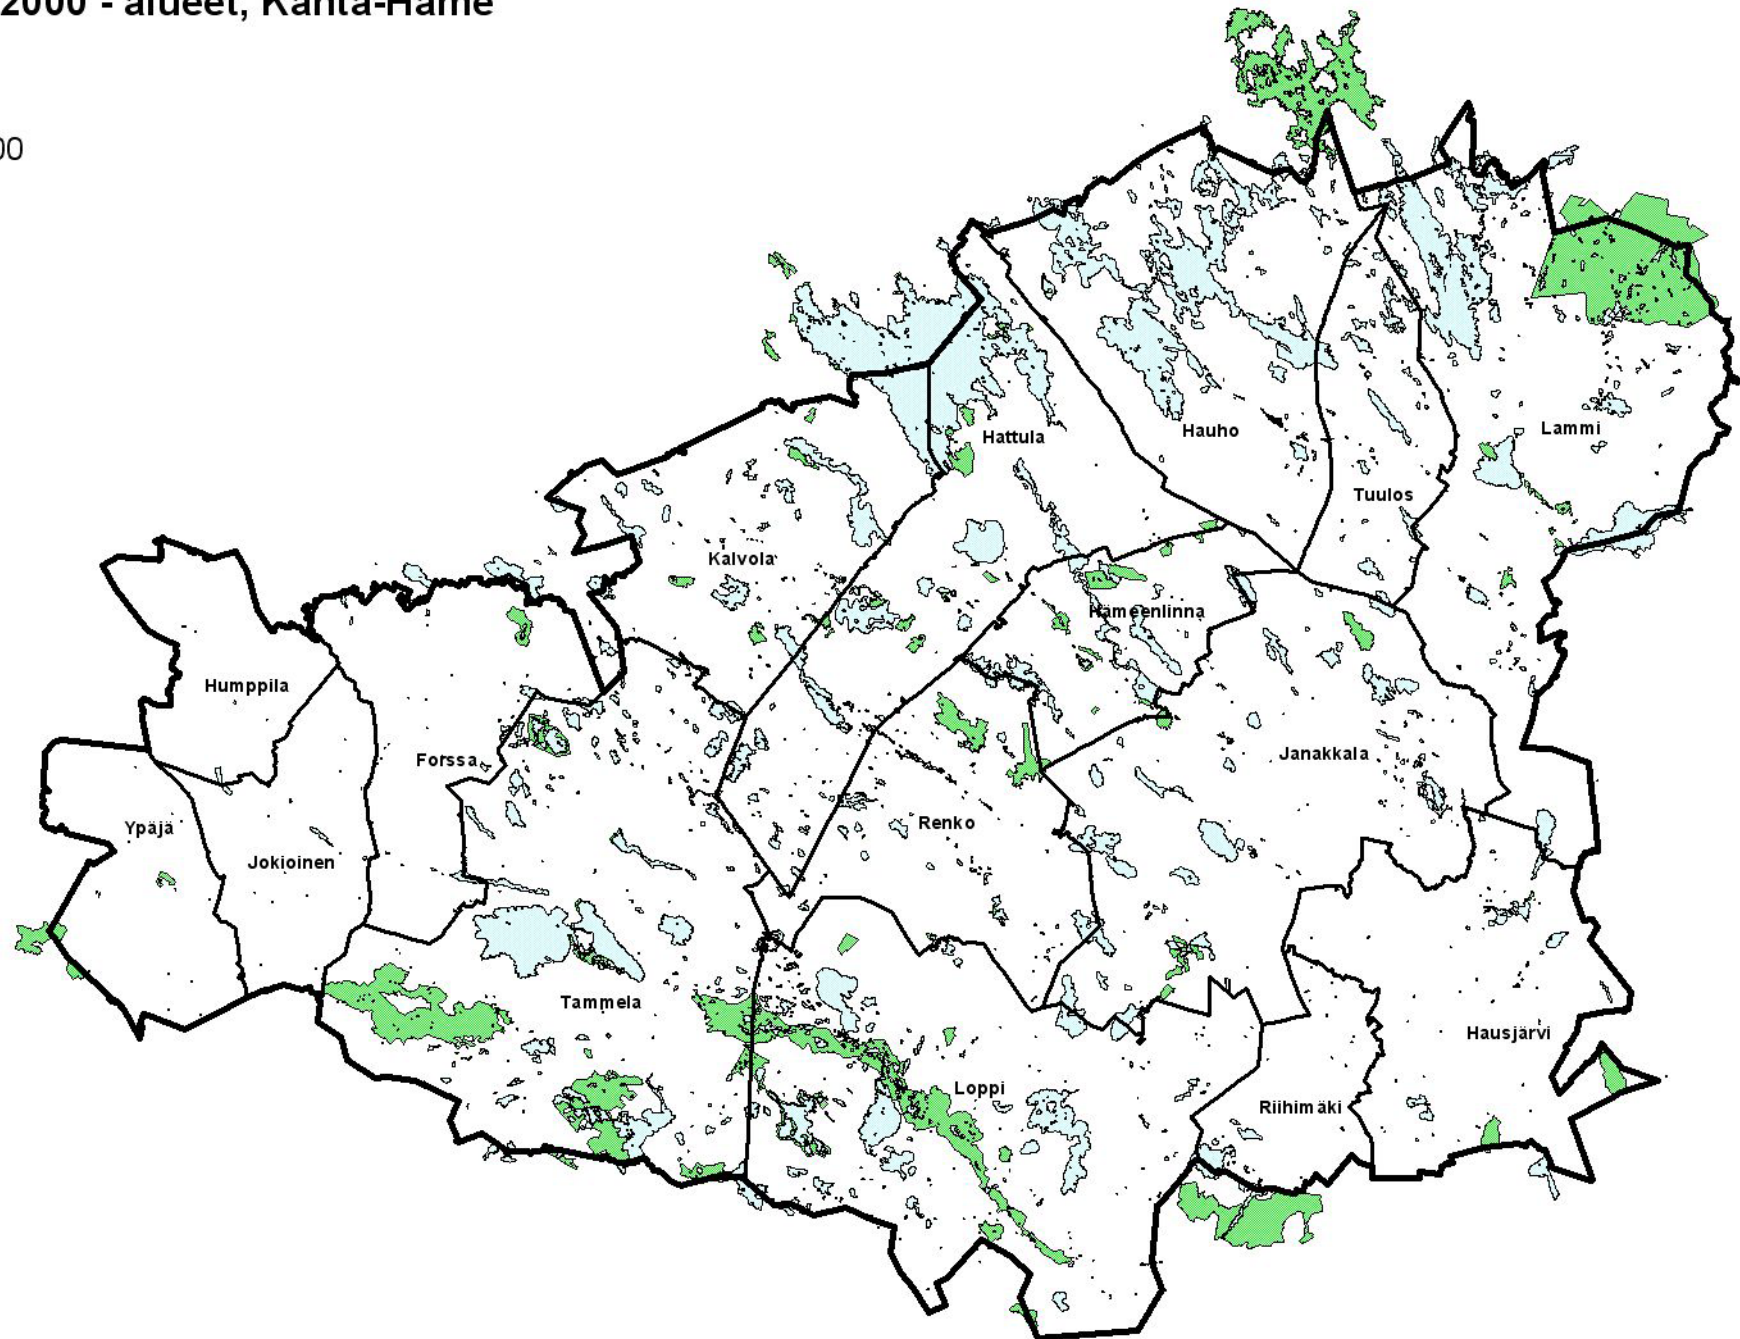 2000 - alueet, Kanta-Häme
00
Hattula
Hauho
Lammi
Tuulos
Kalvola
Hämeenlinna
Humppila
Forssa
Janakkala
Ypäjä
Jokioinen
Renko
Tammela
Hausjärvi
Loppi
Riihimäki